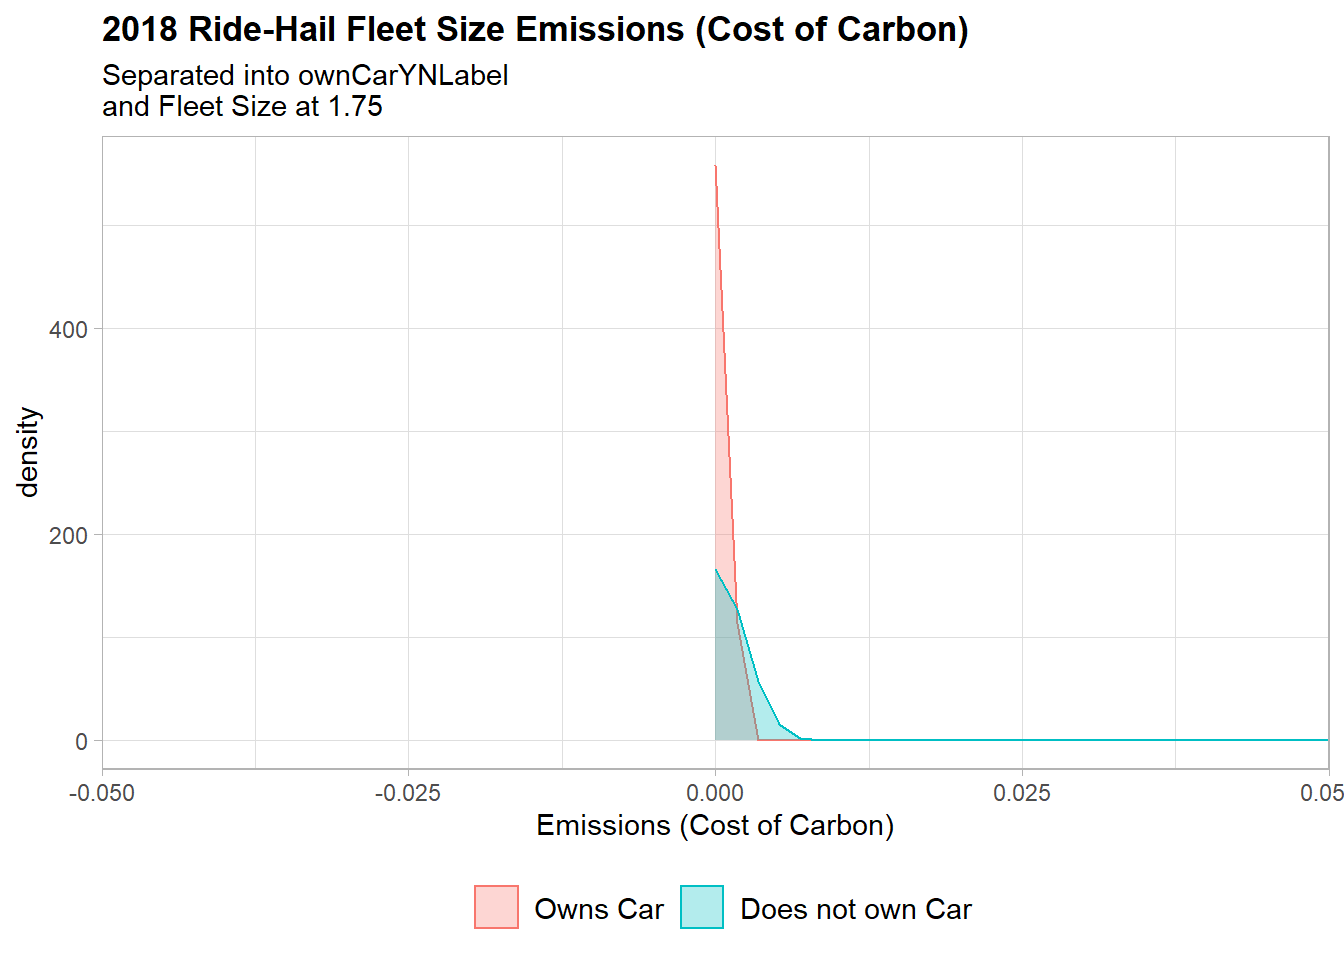 2018 Ride-Hail Fleet Size Emissions (Cost of Carbon)
Separated into ownCarYNLabel
and Fleet Size at 1.75
density
400
200
0
-0.050 -0.025 0.000 0.025 0.05
Emissions (Cost of Carbon)
Owns Car Does not own Car